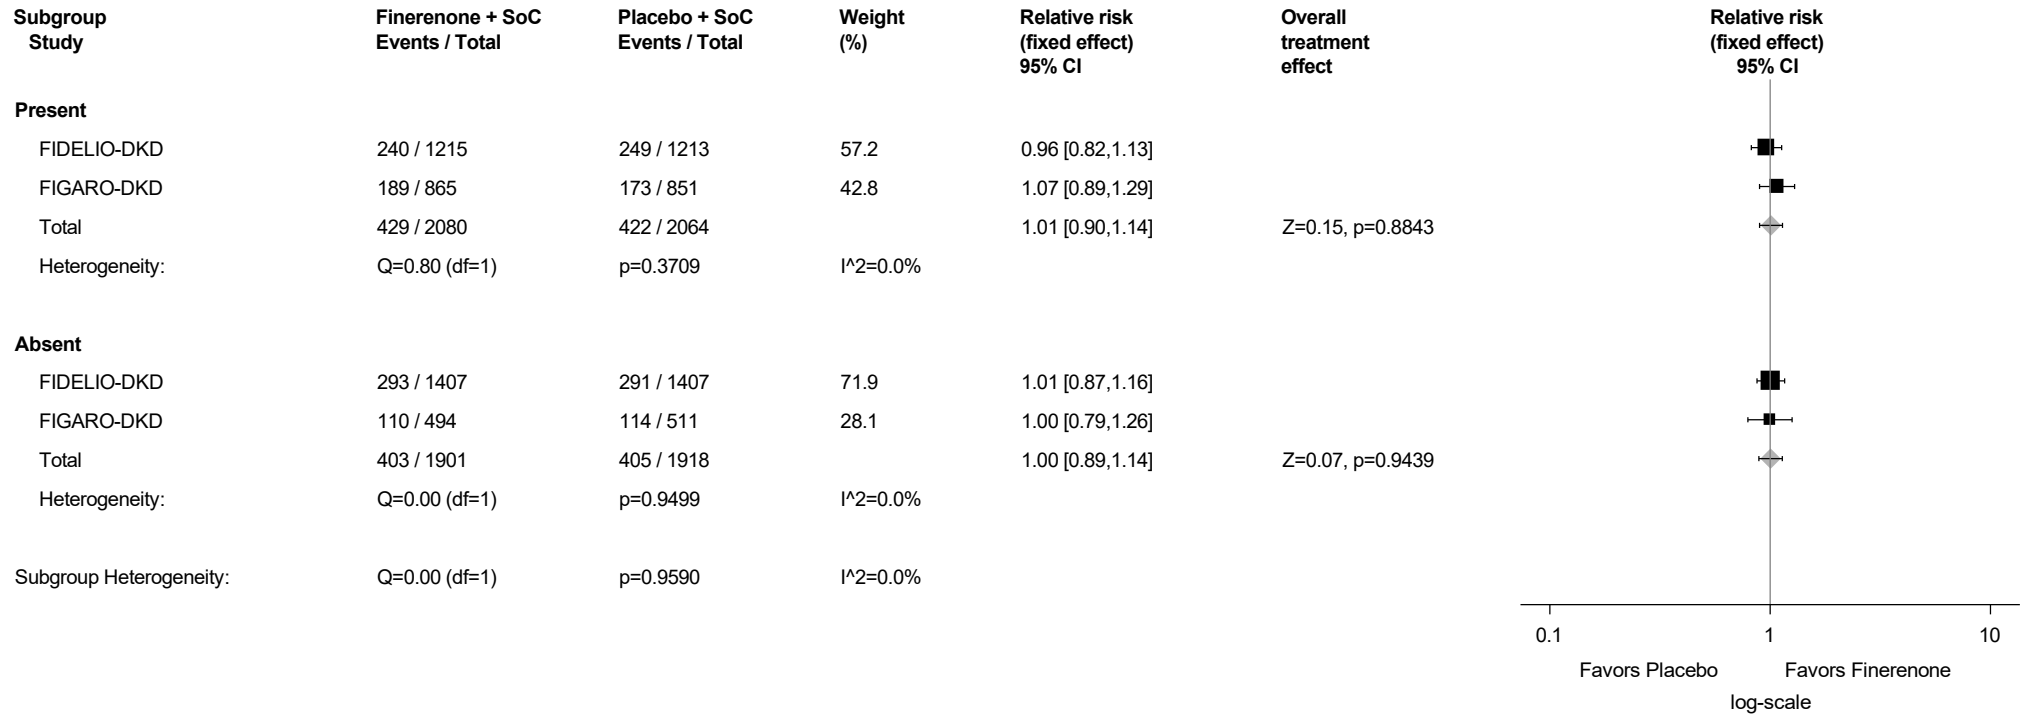 Subgroup Finerenone + SoC Placebo + SoC Weight Relative risk Overall Relative risk
Study Events / Total Events / Total (%) (fixed effect) treatment (fixed effect)
95% CI effect 95% CI
Present
FIDELIO-DKD 240 / 1215 249 / 1213 57.2 0.96 [0.82,1.13]
FIGARO-DKD 189 / 865 173 / 851 42.8 1.07 [0.89,1.29]
Total 429 / 2080 422 / 2064 1.01 [0.90,1.14] Z=0.15, p=0.8843
Heterogeneity: Q=0.80 (df=1) p=0.3709 I^2=0.0%
Absent
FIDELIO-DKD 293 / 1407 291 / 1407 71.9 1.01 [0.87,1.16]
FIGARO-DKD 110 / 494 114 / 511 28.1 1.00 [0.79,1.26]
Total 403 / 1901 405 / 1918 1.00 [0.89,1.14] Z=0.07, p=0.9439
Heterogeneity: Q=0.00 (df=1) p=0.9499 I^2=0.0%
Subgroup Heterogeneity: Q=0.00 (df=1) p=0.9590 I^2=0.0%
0.1 1 10
Favors Placebo Favors Finerenone
log-scale